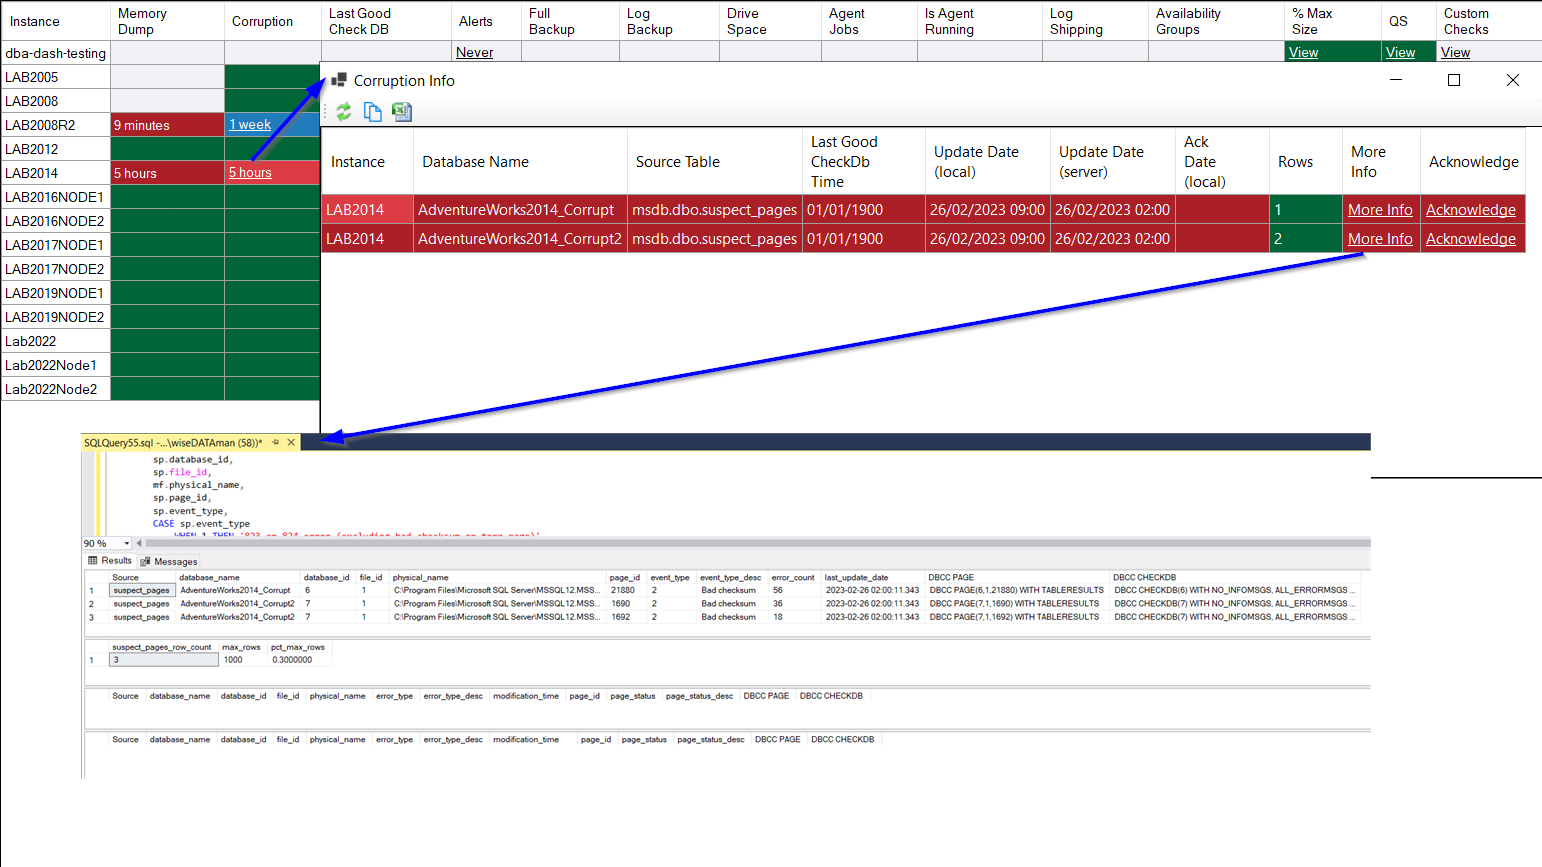 Instance Memory Dump Corruption Last Good Check DB Alerts Full Backup Log Backup Drive Space Agent Jobs Is Agent Running Log Shipping Availability Groups % Max Size QS Custom Checks
dba-dash-testing Never View View View
LAB2005
LAB2008
LAB2008R2 9 minutes 1 week
LAB2012
LAB2014 5 hours 5 hours
LAB2016NODE1
LAB2016NODE2
LAB2017NODE1
LAB2017NODE2
LAB2019NODE1
LAB2019NODE2
Lab2022
Lab2022Node1
Lab2022Node2
Corruption Info
Instance Database Name Source Table Last Good CheckDb Time Update Date (local) Update Date (server) Ack Date (local) Rows More Info Acknowledge
LAB2014 AdventureWorks2014_Corrupt msdb.dbo.suspect_pages 01/01/1900 26/02/2023 09:00 26/02/2023 02:00 1 More Info Acknowledge
LAB2014 AdventureWorks2014_Corrupt2 msdb.dbo.suspect_pages 01/01/1900 26/02/2023 09:00 26/02/2023 02:00 2 More Info Acknowledge
SQLQuery55.sql -...\wiseDATAman (58))*
sp.database_id,
sp.file_id,
mf.physical_name,
sp.page_id,
sp.event_type,
CASE sp.event_type
WHEN 1 THEN '823 or 824 error (excluding bad checksum or torn page)'
90 %
Results Messages
Source database_name database_id file_id physical_name page_id event_type event_type_desc error_count last_update_date DBCC PAGE DBCC CHECKDB
1 suspect_pages AdventureWorks2014_Corrupt 6 1 C:\Program Files\Microsoft SQL Server\MSSQL12.MSS... 21880 2 Bad checksum 56 2023-02-26 02:00:11.343 DBCC PAGE(6,1,21880) WITH TABLERESULTS DBCC CHECKDB(6) WITH NO_INFOMSGS, ALL_ERRORMSGS ...
2 suspect_pages AdventureWorks2014_Corrupt2 7 1 C:\Program Files\Microsoft SQL Server\MSSQL12.MSS... 1690 2 Bad checksum 36 2023-02-26 02:00:11.343 DBCC PAGE(7,1,1690) WITH TABLERESULTS DBCC CHECKDB(7) WITH NO_INFOMSGS, ALL_ERRORMSGS ...
3 suspect_pages AdventureWorks2014_Corrupt2 7 1 C:\Program Files\Microsoft SQL Server\MSSQL12.MSS... 1692 2 Bad checksum 18 2023-02-26 02:00:11.343 DBCC PAGE(7,1,1692) WITH TABLERESULTS DBCC CHECKDB(7) WITH NO_INFOMSGS, ALL_ERRORMSGS ...
suspect_pages_row_count max_rows pct_max_rows
1 3 1000 0.3000000
Source database_name database_id file_id physical_name error_type error_type_desc modification_time page_id page_status page_status_desc DBCC PAGE DBCC CHECKDB
Source database_name database_id file_id physical_name error_type error_type_desc modification_time page_id page_status page_status_desc DBCC PAGE DBCC CHECKDB